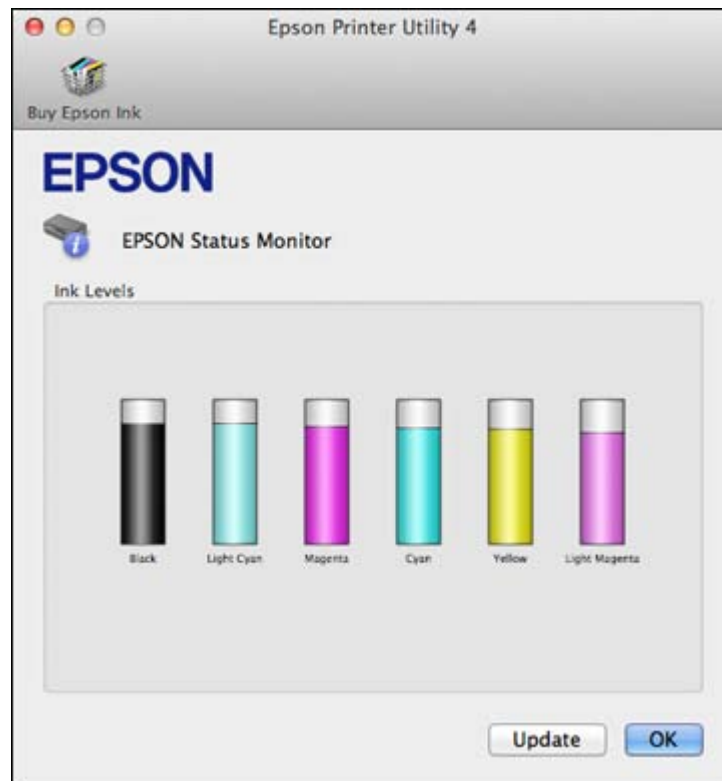 Epson Printer Utility 4
Buy Epson Ink
EPSON
EPSON Status Monitor
Ink Levels
Black Light Cyan Magenta Cyan Yellow Light Magenta
Update OK